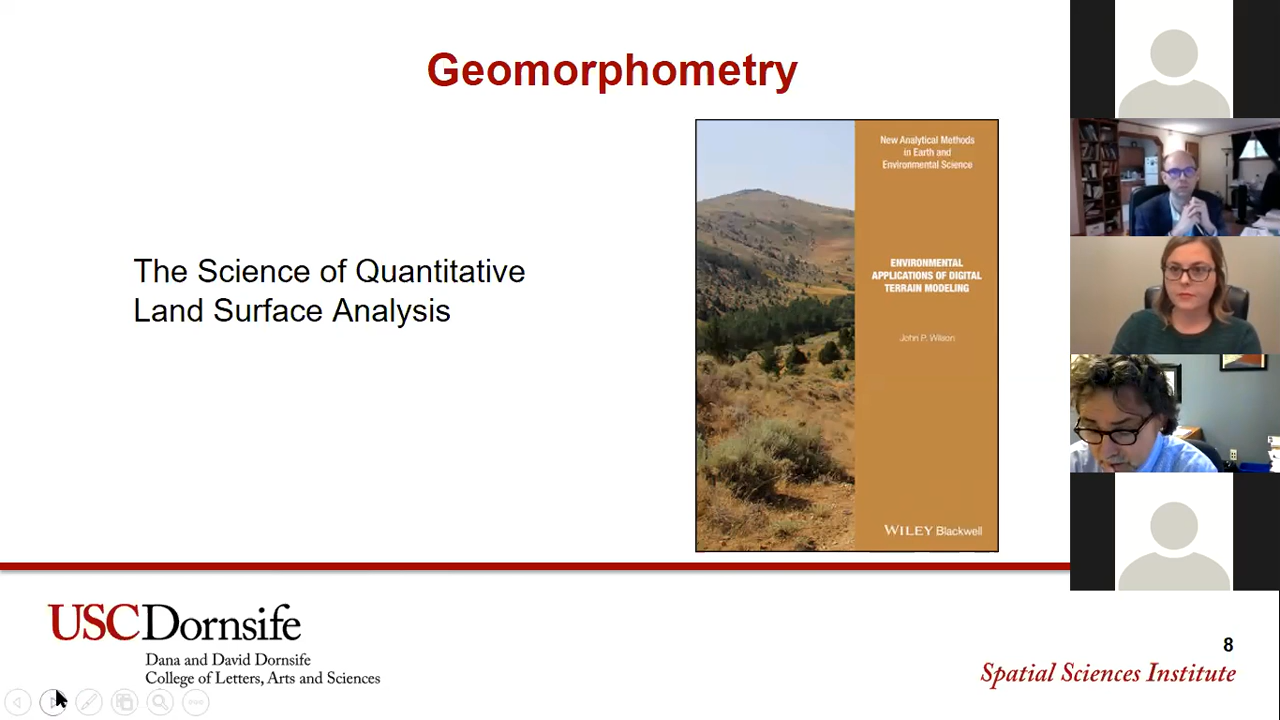 Geomorphometry
The Science of Quantitative
Land Surface Analysis
New Analytical Methods
in Earth and
Environmental Science
ENVIRONMENTAL
APPLICATIONS OF DIGITAL
TERRAIN MODELING
John P. Wilson
WILEY Blackwell
USCDornsife
Dana and David Dornsife
College of Letters, Arts and Sciences
8
Spatial Sciences Institute